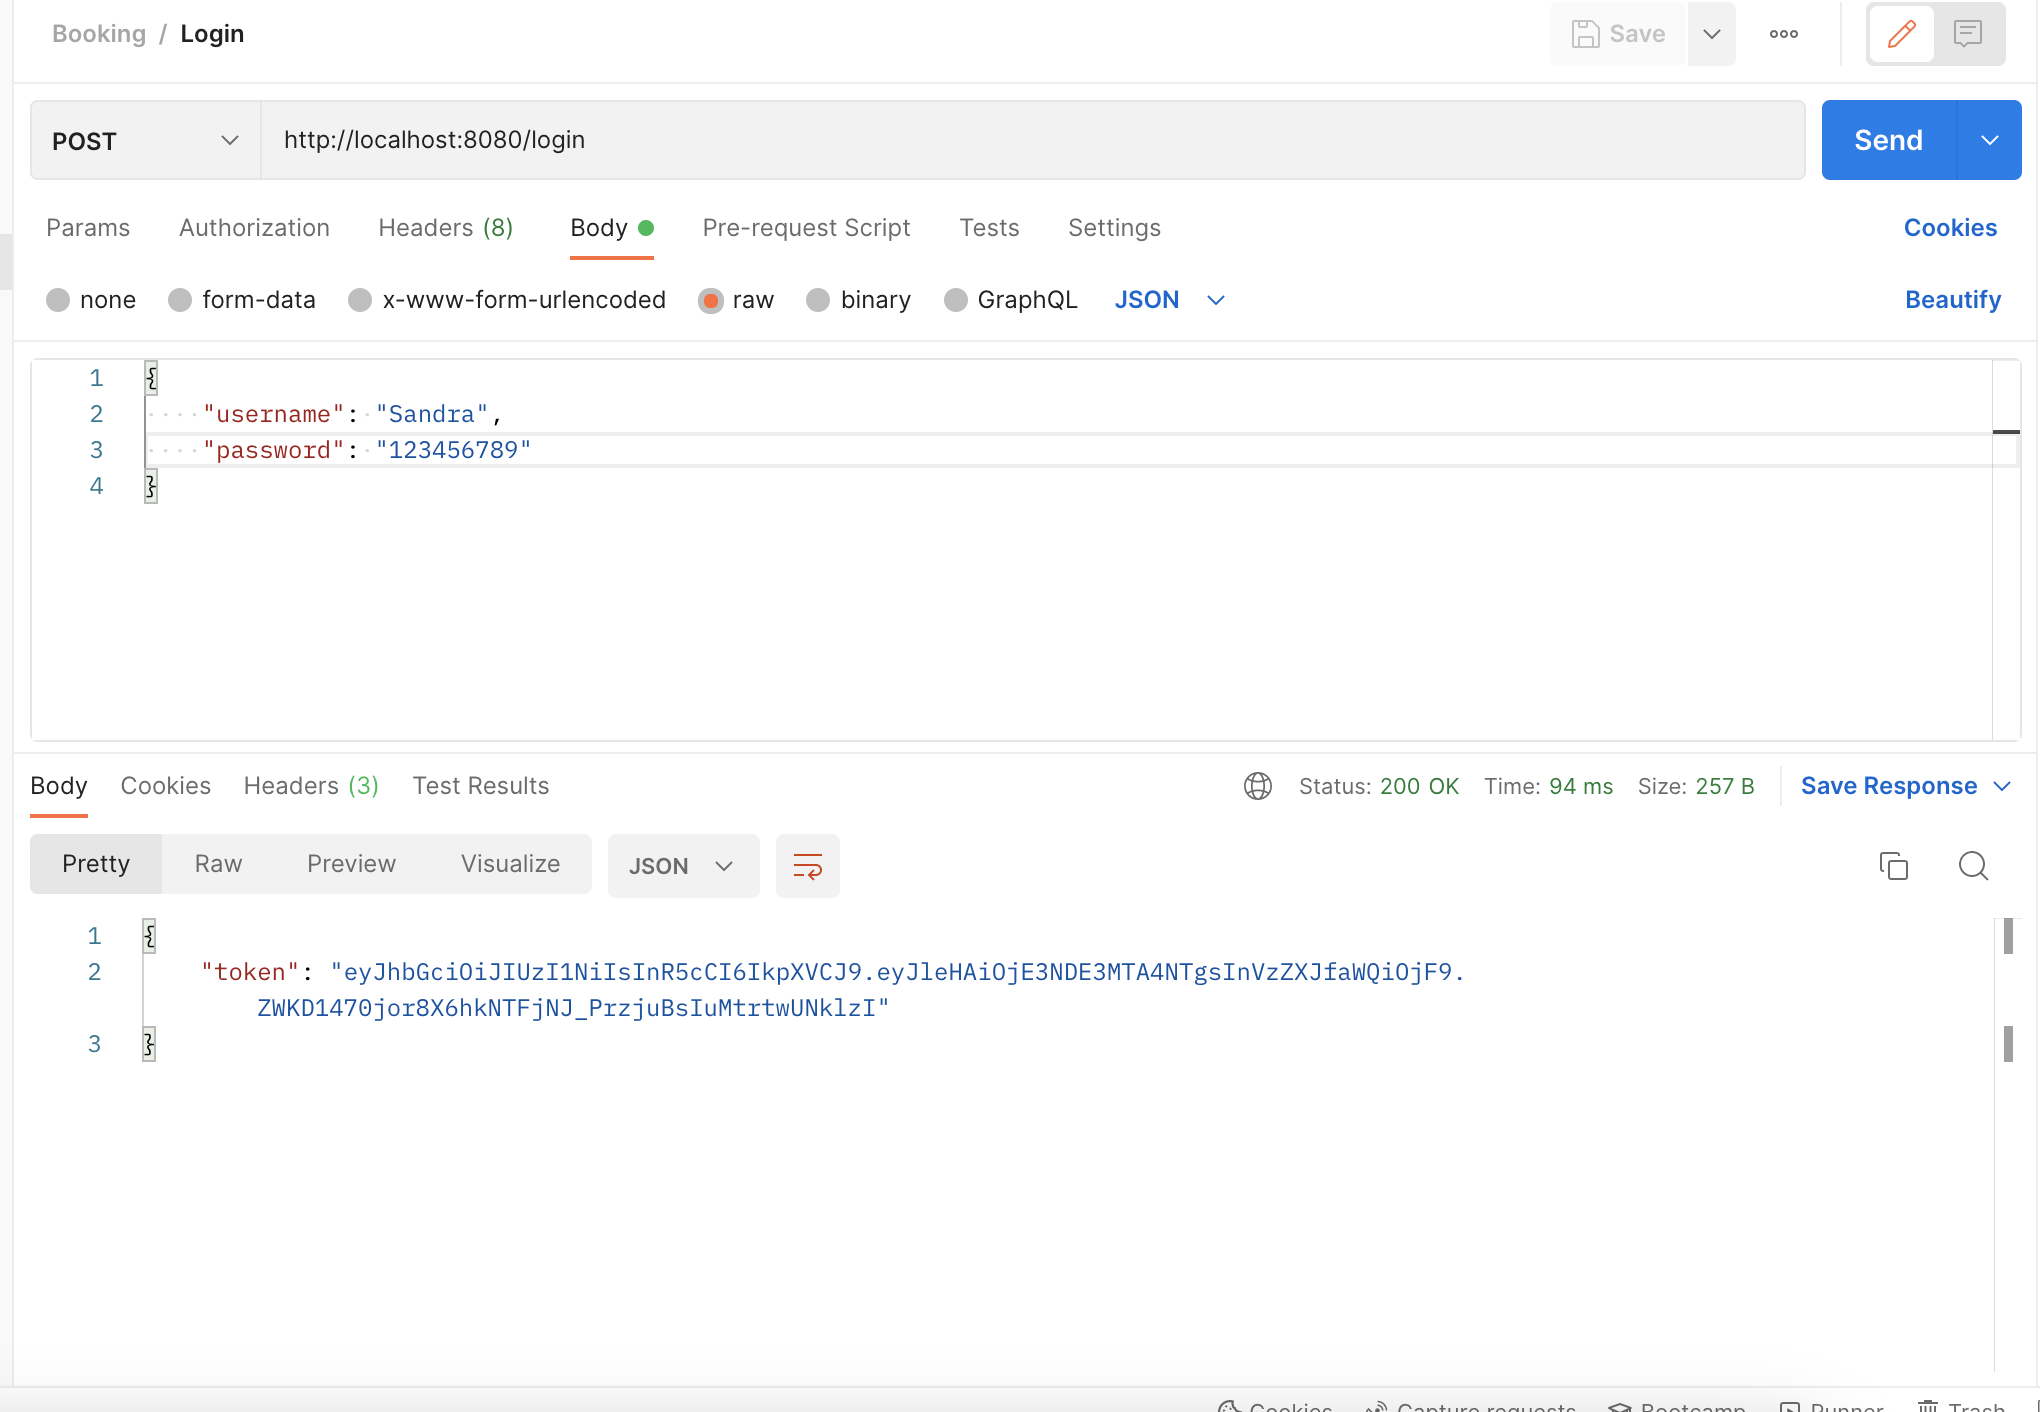 Booking / Login
Save
POST
http://localhost:8080/login
Send
Params Authorization Headers (8) Body Pre-request Script Tests Settings Cookies
none form-data x-www-form-urlencoded raw binary GraphQL JSON Beautify
1 {
2 "username": "Sandra",
3 "password": "123456789"
4 }
Body Cookies Headers (3) Test Results Status: 200 OK Time: 94 ms Size: 257 B Save Response
Pretty Raw Preview Visualize JSON
1 {
2 "token": "eyJhbGciOiJIUzI1NiIsInR5cCI6IkpXVCJ9.eyJleHAiOjE3NDE3MTA4NTgsInVzZXJfaWQiOjF9.
ZWKD1470jor8X6hkNTFjNJ_PrzjuBsIuMtrtwUNklzI"
3 }
Cookies Capture requests Bootcamp Runner Trash